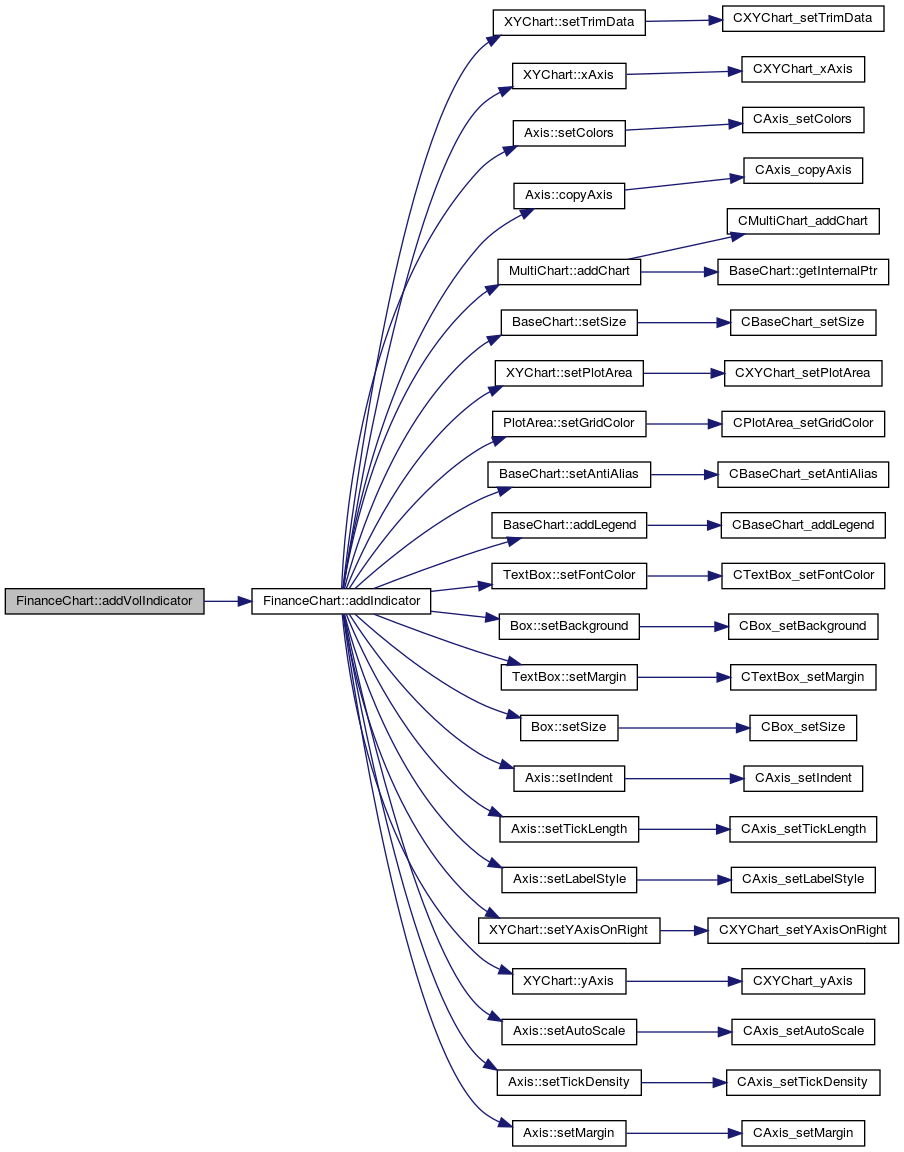 XYChart::setTrimData
CXYChart_setTrimData
XYChart::xAxis
CXYChart_xAxis
Axis::setColors
CAxis_setColors
Axis::copyAxis
CAxis_copyAxis
CMultiChart_addChart
MultiChart::addChart
BaseChart::getInternalPtr
BaseChart::setSize
CBaseChart_setSize
XYChart::setPlotArea
CXYChart_setPlotArea
PlotArea::setGridColor
CPlotArea_setGridColor
BaseChart::setAntiAlias
CBaseChart_setAntiAlias
BaseChart::addLegend
CBaseChart_addLegend
TextBox::setFontColor
CTextBox_setFontColor
FinanceChart::addVolIndicator
FinanceChart::addIndicator
Box::setBackground
CBox_setBackground
TextBox::setMargin
CTextBox_setMargin
Box::setSize
CBox_setSize
Axis::setIndent
CAxis_setIndent
Axis::setTickLength
CAxis_setTickLength
Axis::setLabelStyle
CAxis_setLabelStyle
XYChart::setYAxisOnRight
CXYChart_setYAxisOnRight
XYChart::yAxis
CXYChart_yAxis
Axis::setAutoScale
CAxis_setAutoScale
Axis::setTickDensity
CAxis_setTickDensity
Axis::setMargin
CAxis_setMargin